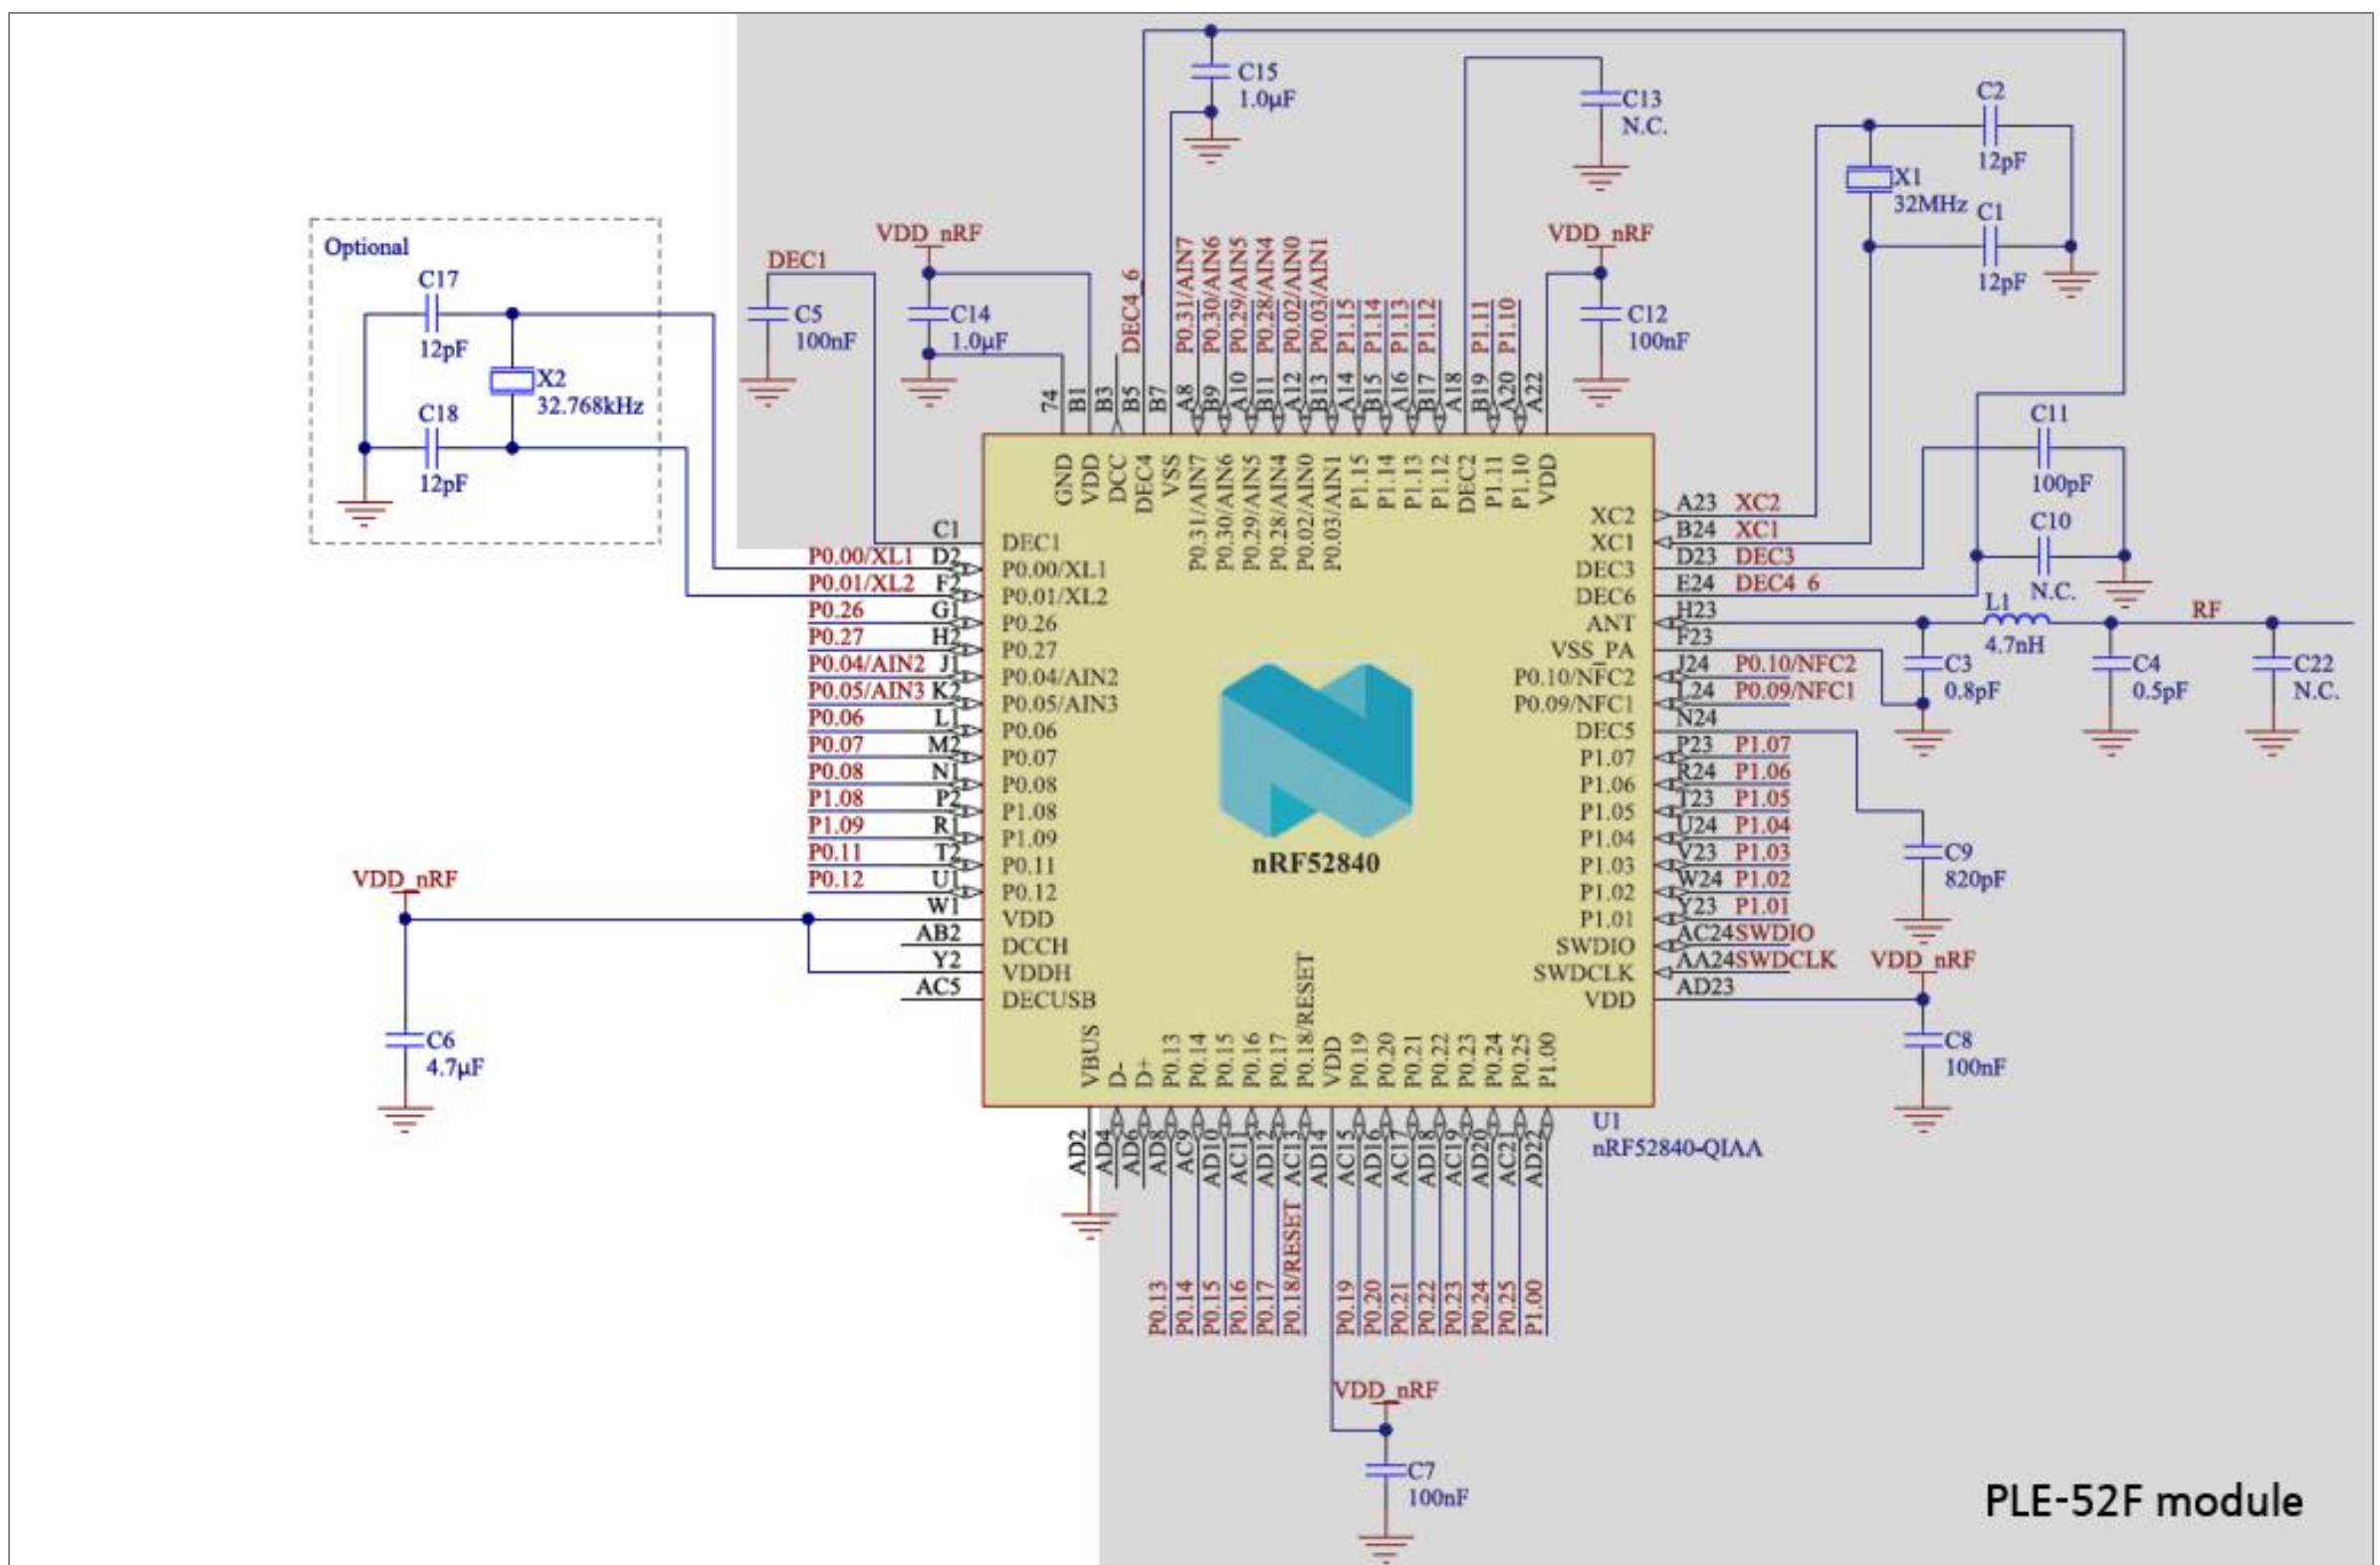 C15
1.0µF
C13
N.C.
C2
12pF
X1
32MHz
C1
12pF
Optional
C17
12pF
X2
32.768kHz
C18
12pF
DEC1
C5
100nF
VDD_nRF
C14
1.0µF
DEC4_6
P0.31/AIN7
P0.30/AIN6
P0.29/AIN5
P0.28/AIN4
P0.02/AIN0
P0.03/AIN1
P1.15
P1.14
P1.13
P1.12
P1.11
P1.10
VDD_nRF
C12
100nF
74
B1
B3
B5
B7
A8
B9
A10
B11
A12
B13
A14
B15
A16
B17
A18
B19
A20
A22
GND
VDD
DCC
DEC4
VSS
P0.31/AIN7
P0.30/AIN6
P0.29/AIN5
P0.28/AIN4
P0.02/AIN0
P0.03/AIN1
P1.15
P1.14
P1.13
P1.12
DEC2
P1.11
P1.10
VDD
C11
100pF
C10
N.C.
C1 DEC1
P0.00/XL1 D2 P0.00/XL1
P0.01/XL2 F2 P0.01/XL2
P0.26 G1 P0.26
P0.27 H2 P0.27
P0.04/AIN2 J1 P0.04/AIN2
P0.05/AIN3 K2 P0.05/AIN3
P0.06 L1 P0.06
P0.07 M2 P0.07
P0.08 N1 P0.08
P1.08 P2 P1.08
P1.09 R1 P1.09
P0.11 T2 P0.11
P0.12 U1 P0.12
W1 VDD
AB2 DCCH
Y2 VDDH
AC5 DECUSB
VDD_nRF
C6
4.7µF
nRF52840
XC2 A23 XC2
XC1 B24 XC1
DEC3 D23 DEC3
DEC6 E24 DEC4_6
ANT H23
VSS_PA F23
P0.10/NFC2 J24 P0.10/NFC2
P0.09/NFC1 L24 P0.09/NFC1
DEC5 N24
P1.07 P23 P1.07
P1.06 R24 P1.06
P1.05 T23 P1.05
P1.04 U24 P1.04
P1.03 V23 P1.03
P1.02 W24 P1.02
P1.01 Y23 P1.01
SWDIO AC24 SWDIO
SWDCLK AA24 SWDCLK
VDD AD23
L1
4.7nH
RF
C3
0.8pF
C4
0.5pF
C22
N.C.
C9
820pF
VDD_nRF
C8
100nF
VBUS
D-
D+
P0.13
P0.14
P0.15
P0.16
P0.17
P0.18/RESET
VDD
P0.19
P0.20
P0.21
P0.22
P0.23
P0.24
P0.25
P1.00
U1
nRF52840-QIAA
AD2
AD4
AD6
AD8
AC9
AD10
AC11
AD12
AC13
AD14
AC15
AD16
AC17
AD18
AC19
AD20
AC21
AD22
P0.13
P0.14
P0.15
P0.16
P0.17
P0.18/RESET
P0.19
P0.20
P0.21
P0.22
P0.23
P0.24
P0.25
P1.00
VDD_nRF
C7
100nF
PLE-52F module